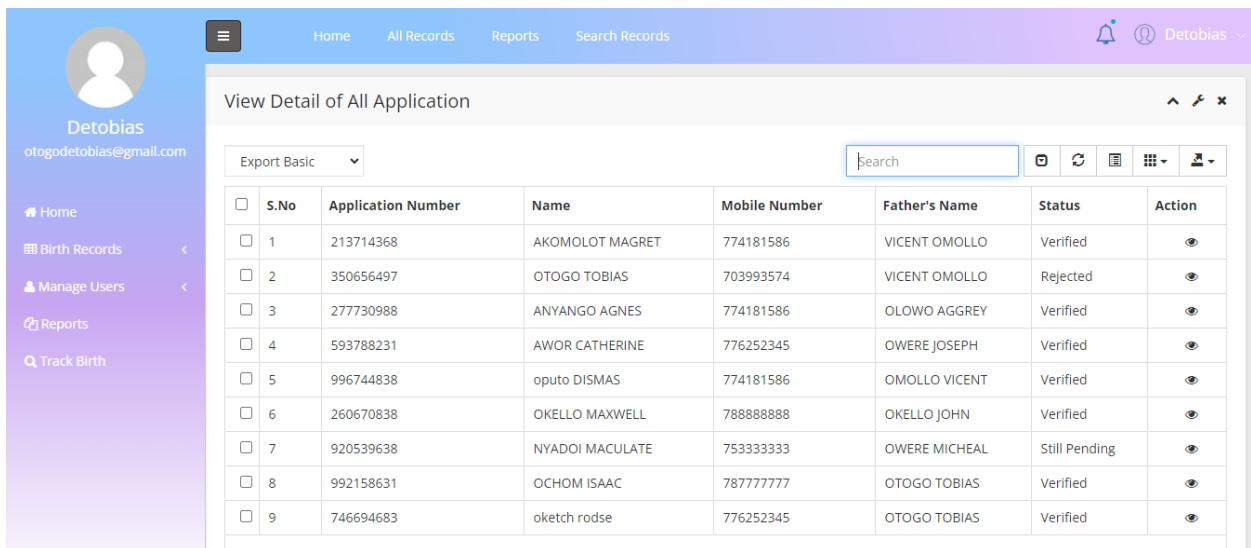 Home All Records Reports Search Records Detobias
Detobias
otogodetobias@gmail.com
Home
Birth Records
Manage Users
Reports
Track Birth
View Detail of All Application
Export Basic Search
S.No Application Number Name Mobile Number Father's Name Status Action
1 213714368 AKOMOLOT MAGRET 774181586 VICENT OMOLLO Verified
2 350656497 OTOGO TOBIAS 703993574 VICENT OMOLLO Rejected
3 277730988 ANYANGO AGNES 774181586 OLOWO AGGREY Verified
4 593788231 AWOR CATHERINE 776252345 OWERE JOSEPH Verified
5 996744838 oputo DISMAS 774181586 OMOLLO VICENT Verified
6 260670838 OKELLO MAXWELL 788888888 OKELLO JOHN Verified
7 920539638 NYADOI MACULATE 753333333 OWERE MICHEAL Still Pending
8 992158631 OCHOM ISAAC 787777777 OTOGO TOBIAS Verified
9 746694683 oketch rodse 776252345 OTOGO TOBIAS Verified